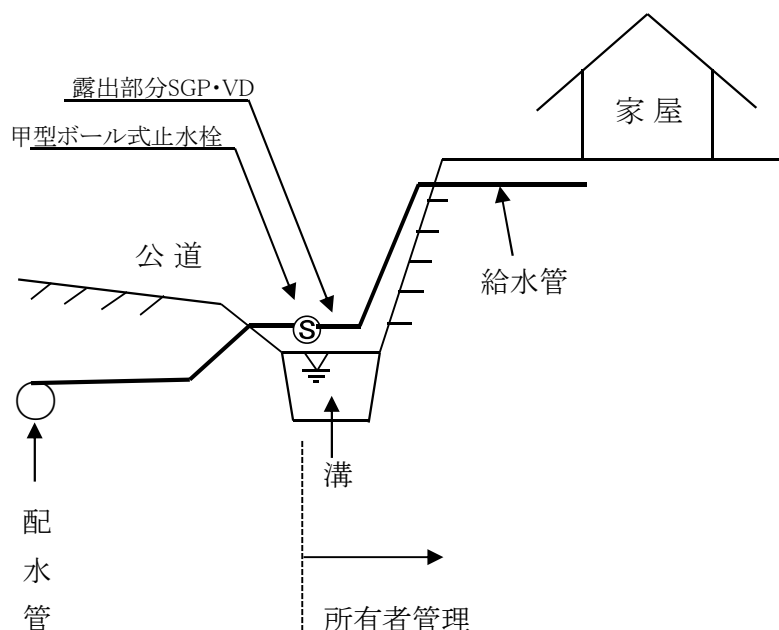 露出部分SGP・VD
甲型ボール式止水栓
家 屋
公 道
給水管
S
溝
配水管
所有者管理